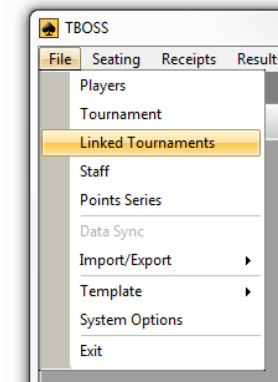 TBOSS
File Seating Receipts Result
Players
Tournament
Linked Tournaments
Staff
Points Series
Data Sync
Import/Export
Template
System Options
Exit